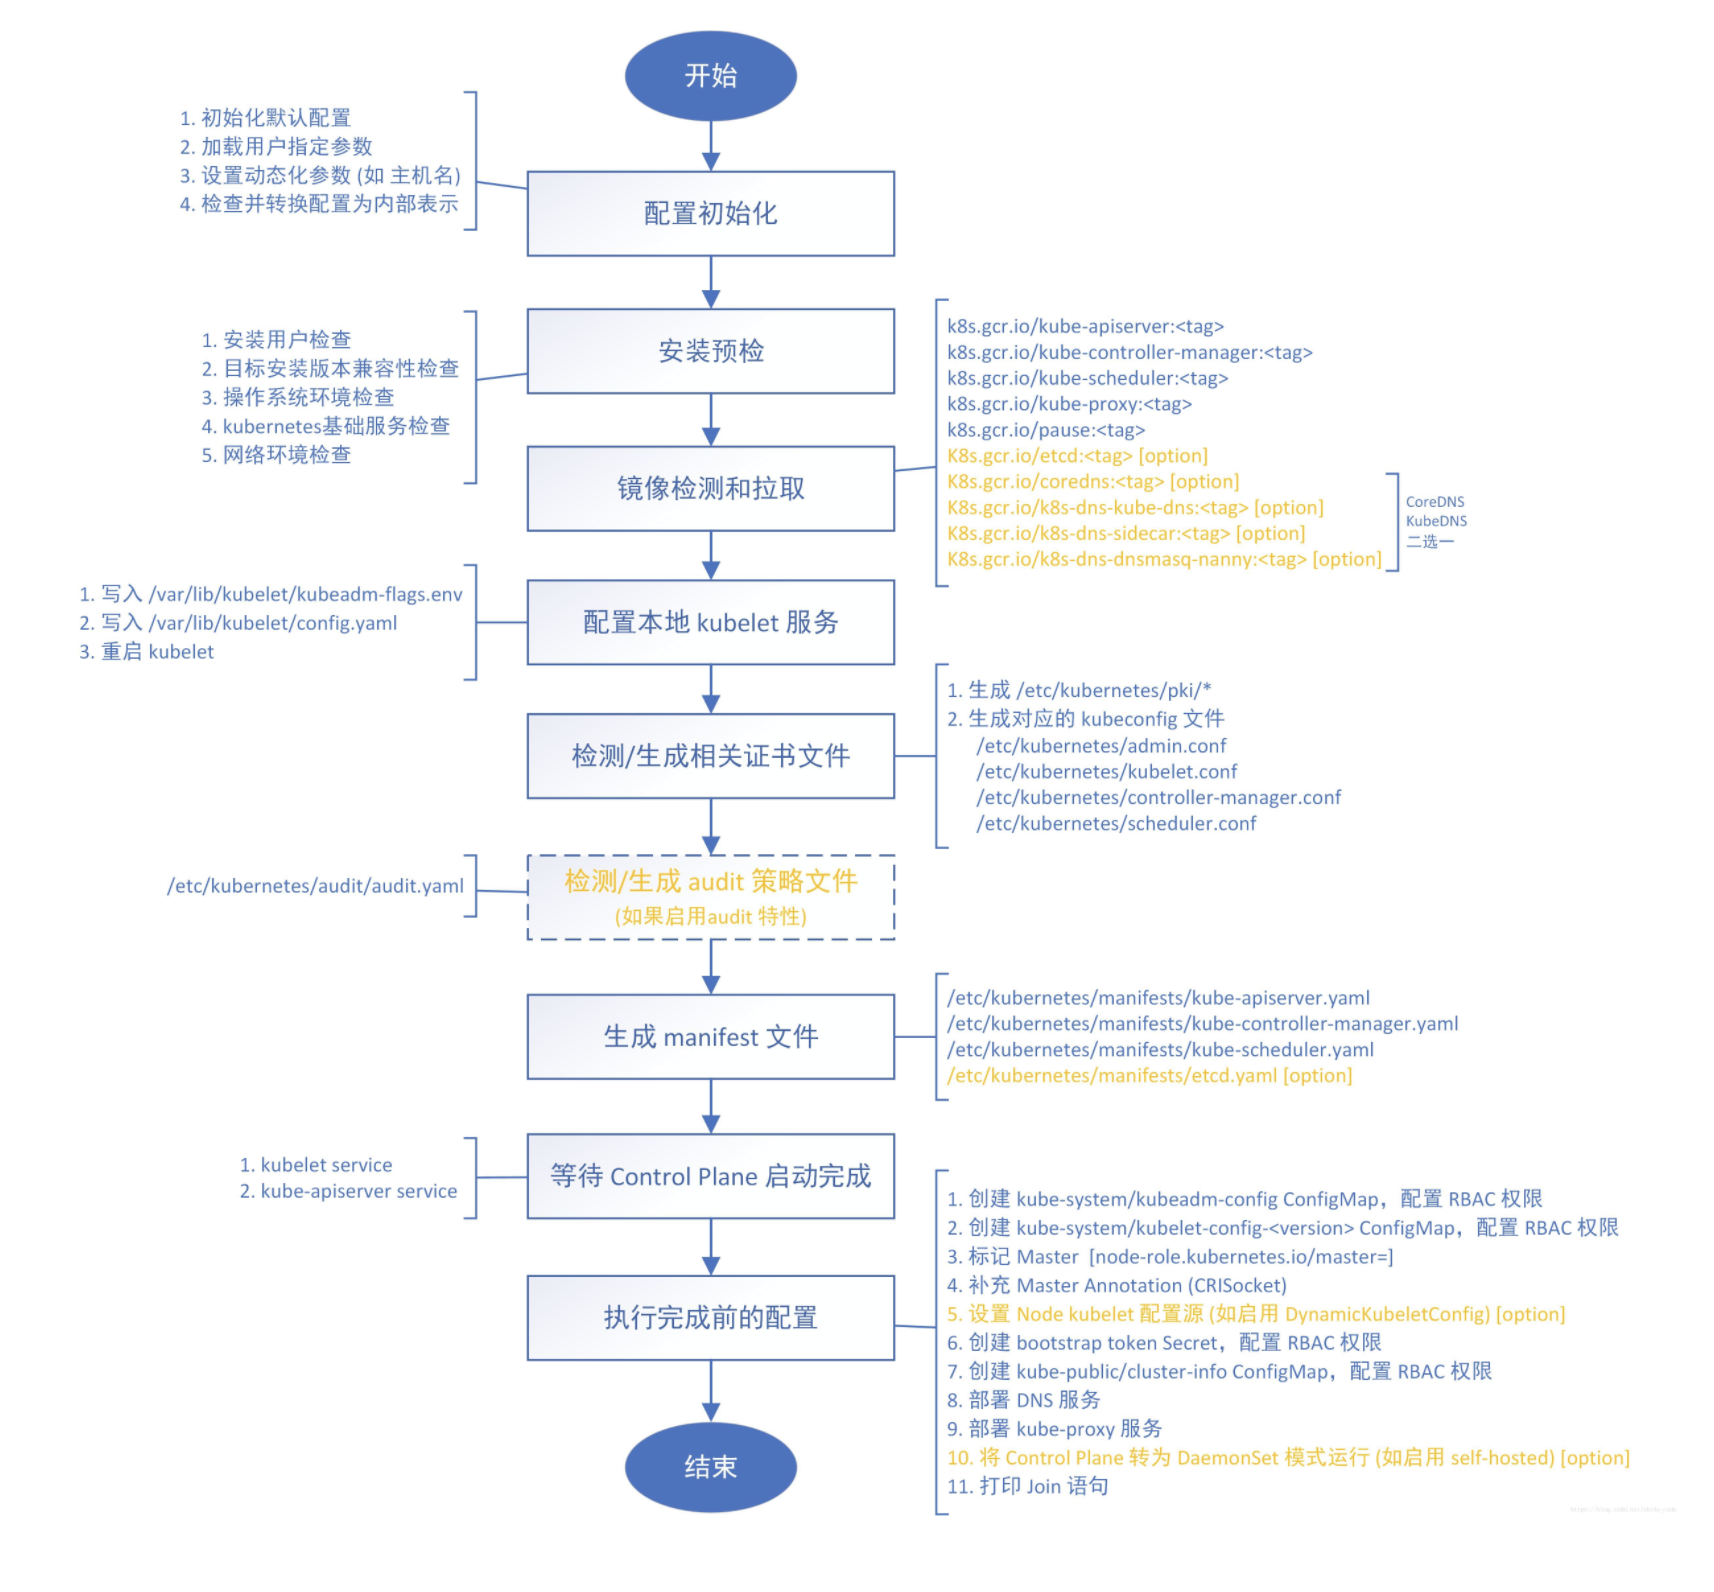 开始
1. 初始化默认配置
2. 加载用户指定参数
3. 设置动态化参数 (如 主机名)
4. 检查并转换配置为内部表示
配置初始化
1. 安装用户检查
2. 目标安装版本兼容性检查
3. 操作系统环境检查
4. kubernetes基础服务检查
5. 网络环境检查
安装预检
镜像检测和拉取
k8s.gcr.io/kube-apiserver:<tag>
k8s.gcr.io/kube-controller-manager:<tag>
k8s.gcr.io/kube-scheduler:<tag>
k8s.gcr.io/kube-proxy:<tag>
k8s.gcr.io/pause:<tag>
K8s.gcr.io/etcd:<tag> [option]
K8s.gcr.io/coredns:<tag> [option]
K8s.gcr.io/k8s-dns-kube-dns:<tag> [option]
K8s.gcr.io/k8s-dns-sidecar:<tag> [option]
K8s.gcr.io/k8s-dns-dnsmasq-nanny:<tag> [option]
CoreDNS
KubeDNS
二选一
1. 写入 /var/lib/kubelet/kubeadm-flags.env
2. 写入 /var/lib/kubelet/config.yaml
3. 重启 kubelet
配置本地 kubelet 服务
检测/生成相关证书文件
1. 生成 /etc/kubernetes/pki/*
2. 生成对应的 kubeconfig 文件
/etc/kubernetes/admin.conf
/etc/kubernetes/kubelet.conf
/etc/kubernetes/controller-manager.conf
/etc/kubernetes/scheduler.conf
/etc/kubernetes/audit/audit.yaml
检测/生成 audit 策略文件
(如果启用audit 特性)
生成 manifest 文件
/etc/kubernetes/manifests/kube-apiserver.yaml
/etc/kubernetes/manifests/kube-controller-manager.yaml
/etc/kubernetes/manifests/kube-scheduler.yaml
/etc/kubernetes/manifests/etcd.yaml [option]
1. kubelet service
2. kube-apiserver service
等待 Control Plane 启动完成
执行完成前的配置
1. 创建 kube-system/kubeadm-config ConfigMap，配置 RBAC 权限
2. 创建 kube-system/kubelet-config-<version> ConfigMap，配置 RBAC 权限
3. 标记 Master [node-role.kubernetes.io/master=]
4. 补充 Master Annotation (CRISocket)
5. 设置 Node kubelet 配置源 (如启用 DynamicKubeletConfig) [option]
6. 创建 bootstrap token Secret，配置 RBAC 权限
7. 创建 kube-public/cluster-info ConfigMap，配置 RBAC 权限
8. 部署 DNS 服务
9. 部署 kube-proxy 服务
10. 将 Control Plane 转为 DaemonSet 模式运行 (如启用 self-hosted) [option]
11. 打印 Join 语句
结束